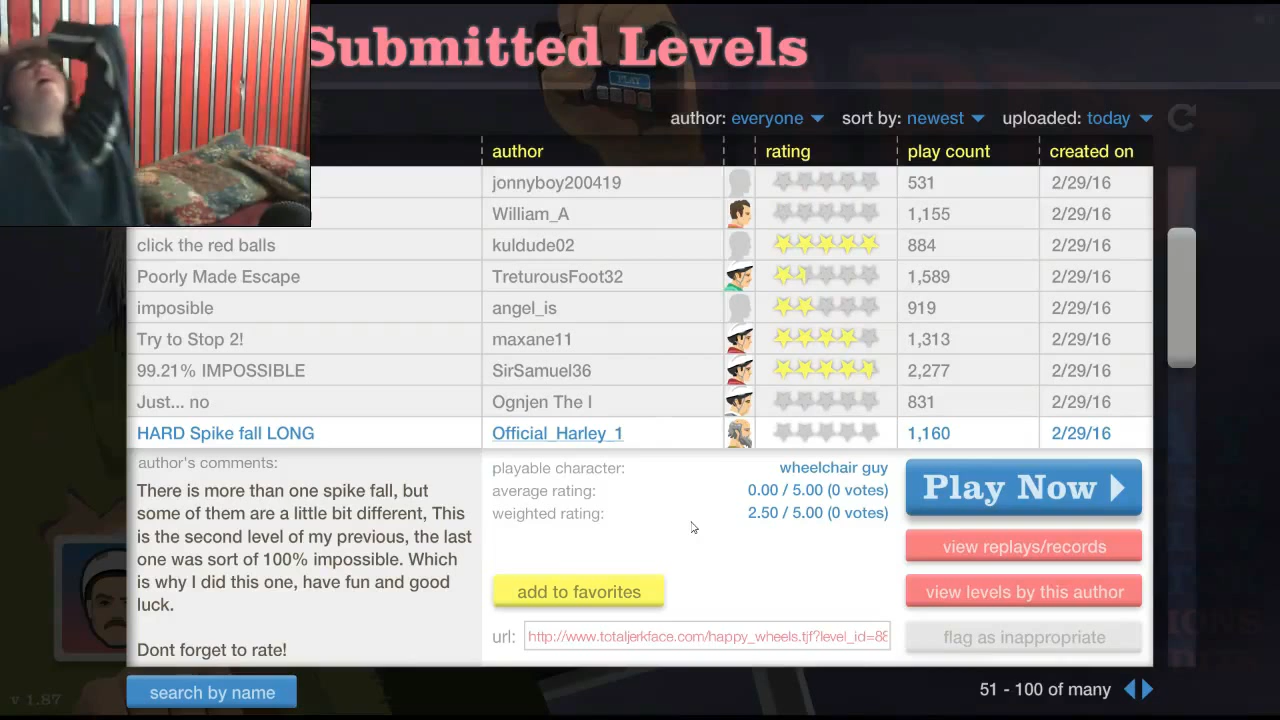 Submitted Levels
PLAY
author: everyone sort by: newest uploaded: today
author rating play count created on
jonnyboy200419 531 2/29/16
William_A 1,155 2/29/16
click the red balls kuldude02 884 2/29/16
Poorly Made Escape TreturousFoot32 1,589 2/29/16
imposible angel_is 919 2/29/16
Try to Stop 2! maxane11 1,313 2/29/16
99.21% IMPOSSIBLE SirSamuel36 2,277 2/29/16
Just... no Ognjen The I 831 2/29/16
HARD Spike fall LONG Official_Harley_1 1,160 2/29/16
author's comments:
There is more than one spike fall, but
some of them are a little bit different, This
is the second level of my previous, the last
one was sort of 100% impossible. Which
is why I did this one, have fun and good
luck.
Dont forget to rate!
playable character: wheelchair guy
average rating: 0.00 / 5.00 (0 votes)
weighted rating: 2.50 / 5.00 (0 votes)
add to favorites
url: http://www.totaljerkface.com/happy_wheels.tjf?level_id=88
Play Now
view replays/records
view levels by this author
flag as inappropriate
IONS
v 1.87
search by name
51 - 100 of many